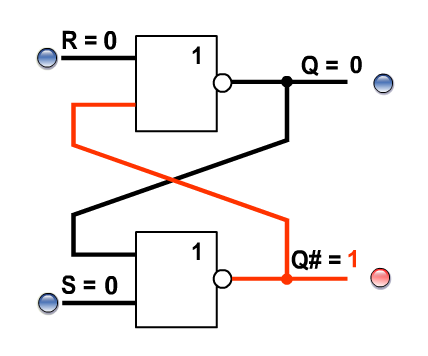 R = 0
1
Q = 0
1
Q# = 1
S = 0